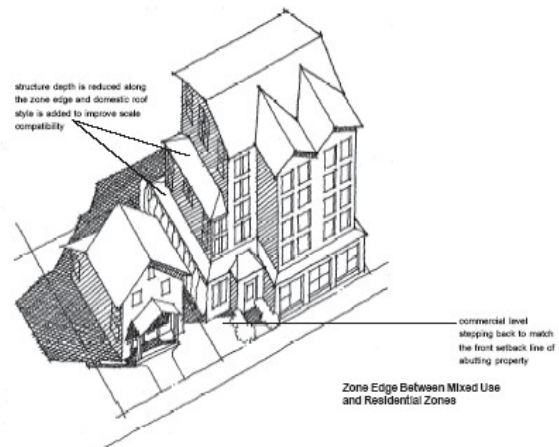 structure depth is reduced along
the zone edge and domestic roof
style is added to improve scale
compatibility
commercial level
stepping back to match
the front setback line of
abutting property
Zone Edge Between Mixed Use
and Residential Zones